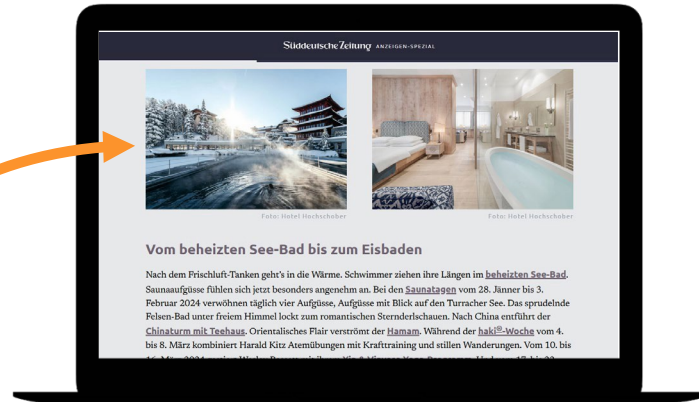 Süddeutsche Zeitung ANZEIGEN-SPEZIAL
Foto: Hotel Hochschober
Foto: Hotel Hochschober
Vom beheizten See-Bad bis zum Eisbaden
Nach dem Frischluft-Tanken geht's in die Wärme. Schwimmer ziehen ihre Längen im beheizten See-Bad.
Saunaaufgüsse fühlen sich jetzt besonders angenehm an. Bei den Saunatagen vom 28. Jänner bis 3.
Februar 2024 verwöhnen täglich vier Aufgüsse, Aufgüsse mit Blick auf den Turracher See. Das sprudelnde
Felsen-Bad unter freiem Himmel lockt zum romantischen Sternderlschauen. Nach China entführt der
Chinaturm mit Teehaus. Orientalisches Flair verströmt der Hamam. Während der haki®-Woche vom 4.
bis 8. März kombiniert Harald Kitz Atemübungen mit Krafttraining und stillen Wanderungen. Vom 10. bis